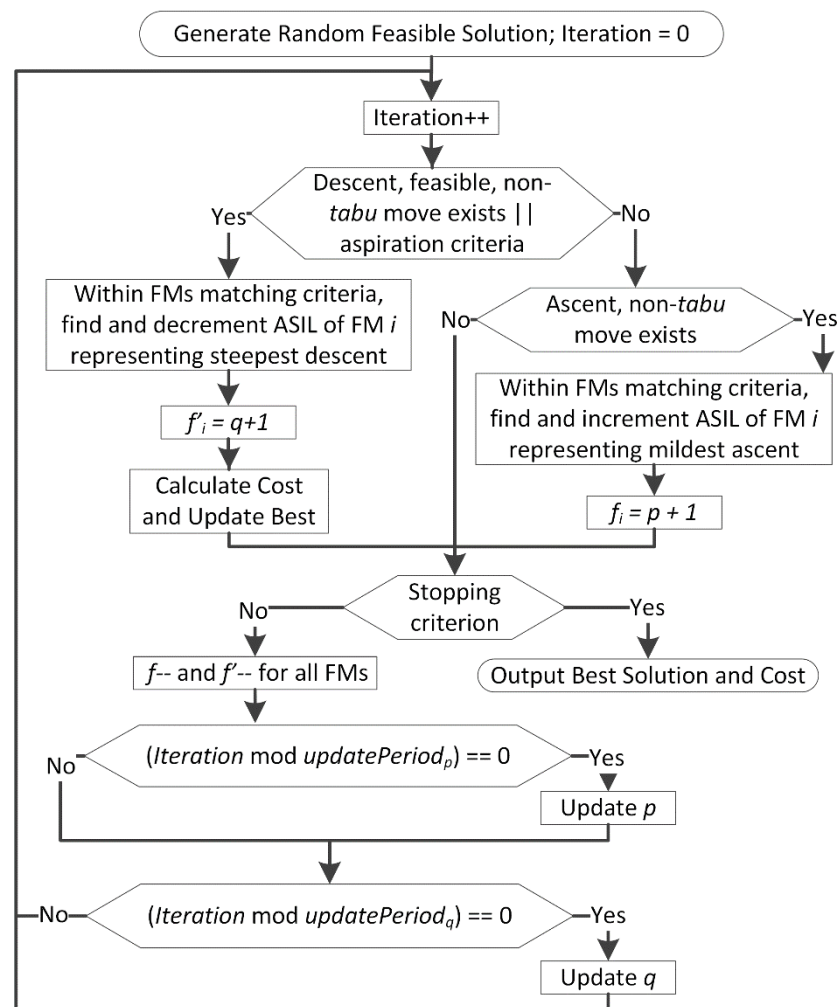 Generate Random Feasible Solution; Iteration = 0
Iteration++
Descent, feasible, non-
tabu move exists ||
aspiration criteria
Yes
No
Within FMs matching criteria,
find and decrement ASIL of FM i
representing steepest descent
f'i = q+1
Calculate Cost
and Update Best
Ascent, non-tabu
move exists
No
Yes
Within FMs matching criteria,
find and increment ASIL of FM i
representing mildest ascent
fi = p + 1
Stopping
criterion
No
Yes
f-- and f'-- for all FMs
Output Best Solution and Cost
(Iteration mod updatePeriodp) == 0
No
Yes
Update p
(Iteration mod updatePeriodq) == 0
No
Yes
Update q